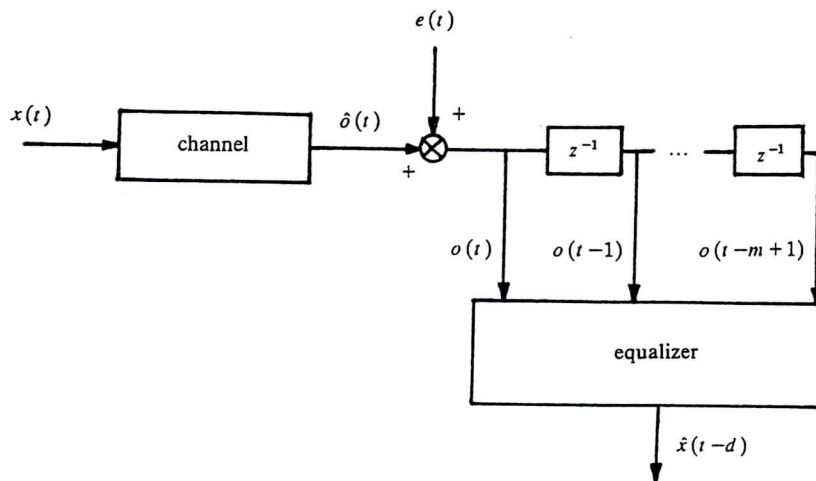 e(t)
x(t)
ô(t)
+
channel
z⁻¹
...
z⁻¹
+
o(t)
o(t−1)
o(t−m+1)
equalizer
x̂(t−d)